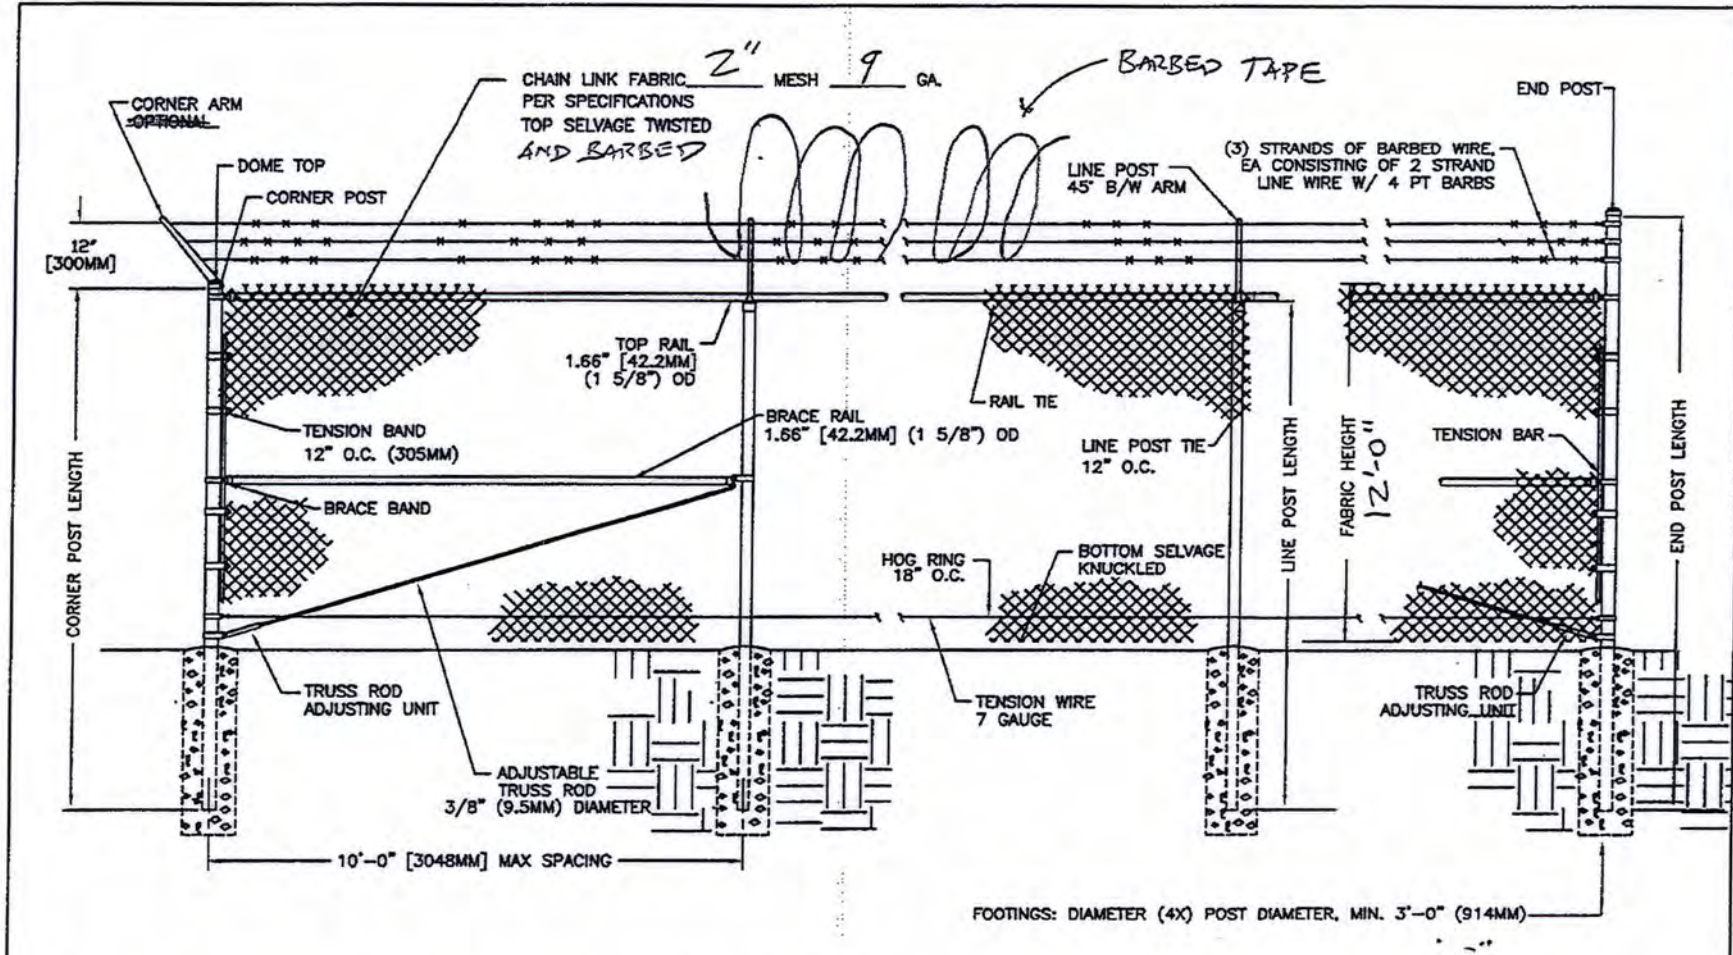 CHAIN LINK FABRIC 2" MESH 9 GA.
PER SPECIFICATIONS
TOP SELVAGE TWISTED
AND BARBED
BARBED TAPE
END POST
CORNER ARM
OPTIONAL
DOME TOP
CORNER POST
LINE POST
45° B/W ARM
(3) STRANDS OF BARBED WIRE,
EA CONSISTING OF 2 STRAND
LINE WIRE W/ 4 PT BARBS
12"
[300MM]
TOP RAIL
1.66" [42.2MM]
(1 5/8") OD
RAIL TIE
BRACE RAIL
1.66" [42.2MM] (1 5/8") OD
TENSION BAND
12" O.C. (305MM)
LINE POST TIE
12" O.C.
TENSION BAR
BRACE BAND
CORNER POST LENGTH
LINE POST LENGTH
FABRIC HEIGHT
12'-0"
END POST LENGTH
HOG RING
18" O.C.
BOTTOM SELVAGE
KNUCKLED
TRUSS ROD
ADJUSTING UNIT
TENSION WIRE
7 GAUGE
TRUSS ROD
ADJUSTING UNIT
ADJUSTABLE
TRUSS ROD
3/8" (9.5MM) DIAMETER
10'-0" [3048MM] MAX SPACING
FOOTINGS: DIAMETER (4X) POST DIAMETER, MIN. 3'-0" (914MM)